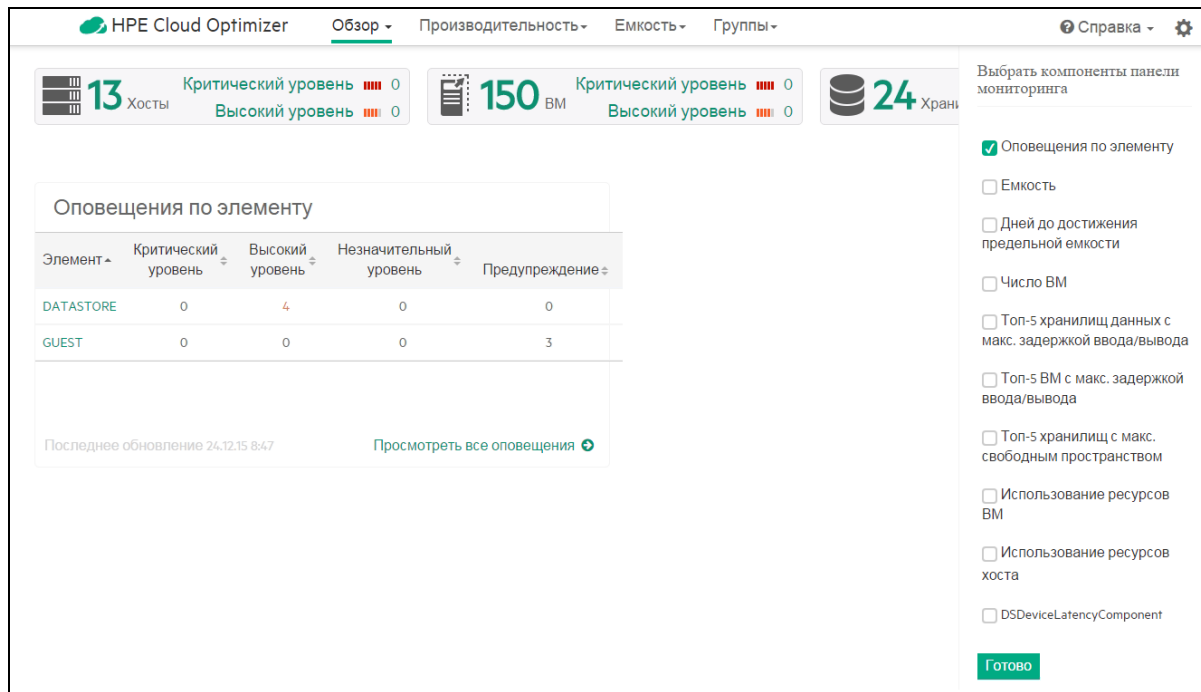 HPE Cloud Optimizer Обзор Производительность Емкость Группы Справка
13 Хосты
Критический уровень 0
Высокий уровень 0
150 ВМ
Критический уровень 0
Высокий уровень 0
24 Храни
Оповещения по элементу
Элемент Критический уровень Высокий уровень Незначительный уровень Предупреждение
DATASTORE 0 4 0 0
GUEST 0 0 0 3
Последнее обновление 24.12.15 8:47 Просмотреть все оповещения
Выбрать компоненты панели
мониторинга
Оповещения по элементу
Емкость
Дней до достижения
предельной емкости
Число ВМ
Топ-5 хранилищ данных с
макс. задержкой ввода/вывода
Топ-5 ВМ с макс. задержкой
ввода/вывода
Топ-5 хранилищ с макс.
свободным пространством
Использование ресурсов
ВМ
Использование ресурсов
хоста
DSDeviceLatencyComponent
Готово